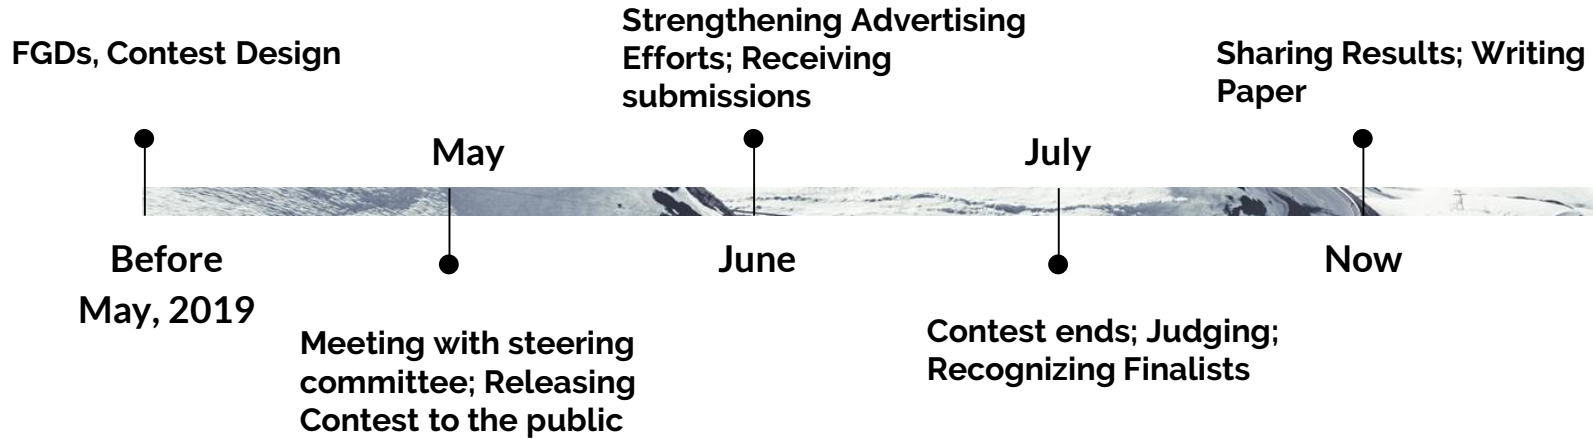 FGDs, Contest Design
Before
May, 2019
May
Meeting with steering
committee; Releasing
Contest to the public
Strengthening Advertising
Efforts; Receiving
submissions
June
July
Contest ends; Judging;
Recognizing Finalists
Sharing Results; Writing
Paper
Now